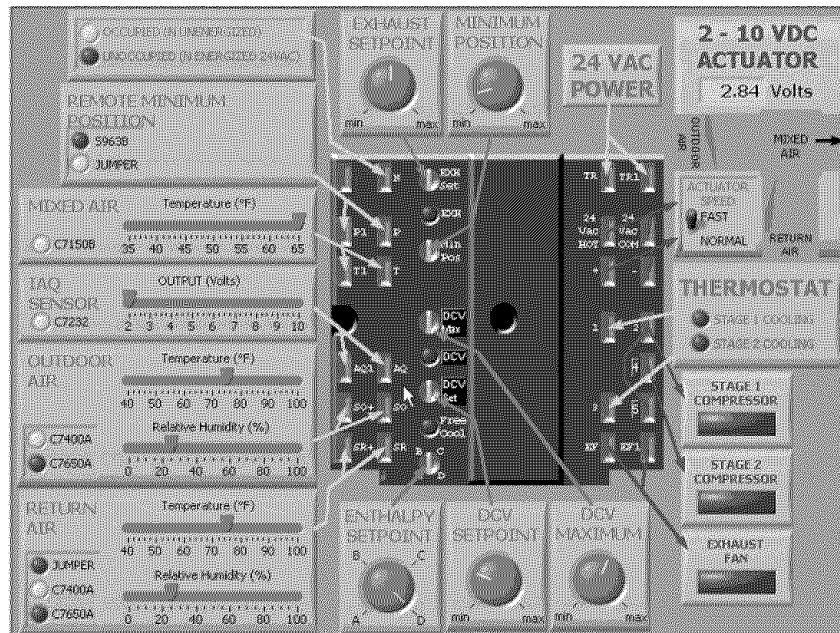 OCCUPIED (N UNENERGIZED)
UNOCCUPIED (N ENERGIZED 24VAC)
REMOTE MINIMUM
POSITION
S963B
JUMPER
MIXED AIR
Temperature (°F)
C7150B
35 40 45 50 55 60 65
IAQ
SENSOR
OUTPUT (Volts)
C7232
2 3 4 5 6 7 8 9 10
OUTDOOR
AIR
Temperature (°F)
40 50 60 70 80 90 100
Relative Humidity (%)
C7400A
C7650A
0 20 40 60 80 100
RETURN
AIR
Temperature (°F)
40 50 60 70 80 90 100
JUMPER
Relative Humidity (%)
C7400A
C7650A
0 20 40 60 80 100
EXHAUST
SETPOINT
min max
MINIMUM
POSITION
min max
24 VAC
POWER
2 - 10 VDC
ACTUATOR
2.84 Volts
OUTDOOR
AIR
MIXED
AIR
ACTUATOR
SPEED
FAST
NORMAL
RETURN
AIR
N
EXH
Set
TR TR1
P1 P
EXH
24
Vac
HOT
24
Vac
COM
Min
Pos
T1 T
+ -
DCV
Max
1 2
AQ1 AQ
DCV
4
DCV
Set
SO+ SO
3 5
Free
Cool
SR+ SR
B C
D
EF EF1
THERMOSTAT
STAGE 1 COOLING
STAGE 2 COOLING
STAGE 1
COMPRESSOR
STAGE 2
COMPRESSOR
EXHAUST
FAN
ENTHALPY
SETPOINT
B C
A D
DCV
SETPOINT
min max
DCV
MAXIMUM
min max